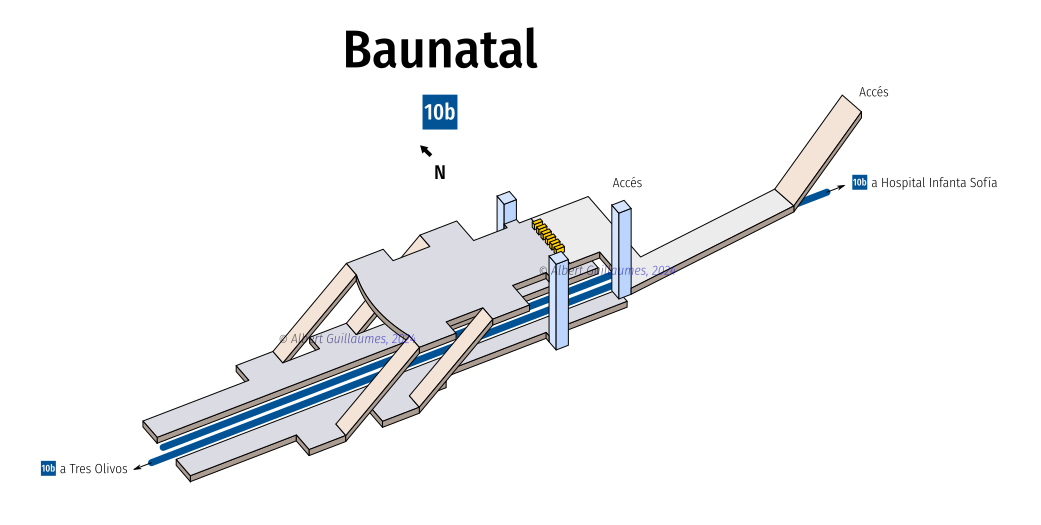 Baunatal
10b
N
Accés
Accés
10b a Hospital Infanta Sofía
© Albert Guillaumes, 2024
© Albert Guillaumes, 2024
10b a Tres Olivos